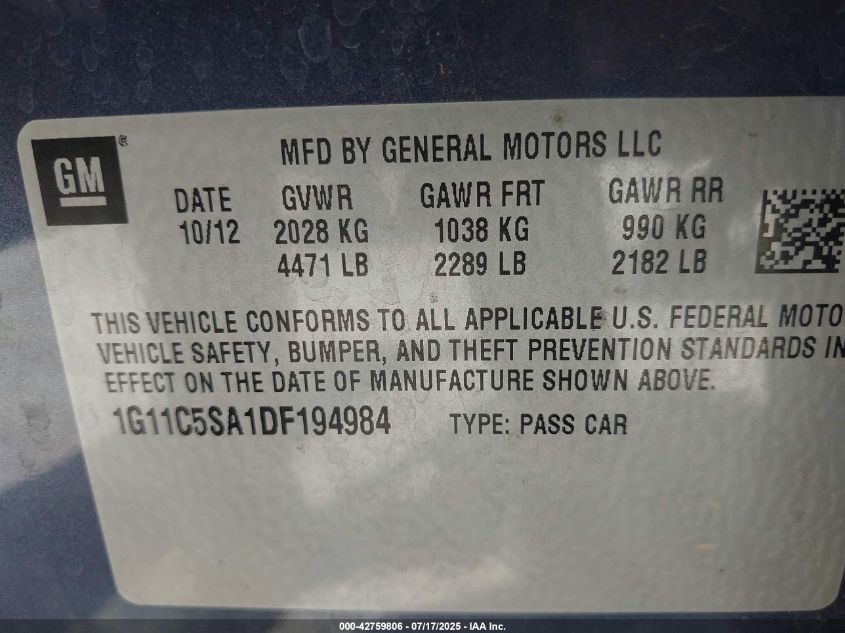 GM®
MFD BY GENERAL MOTORS LLC
DATE GVWR GAWR FRT GAWR RR
10/12 2028 KG 1038 KG 990 KG
4471 LB 2289 LB 2182 LB
THIS VEHICLE CONFORMS TO ALL APPLICABLE U.S. FEDERAL MOTO
VEHICLE SAFETY, BUMPER, AND THEFT PREVENTION STANDARDS IN
EFFECT ON THE DATE OF MANUFACTURE SHOWN ABOVE.
1G11C5SA1DF194984 TYPE: PASS CAR
000-42759806 - 07/17/2025 - IAA Inc.